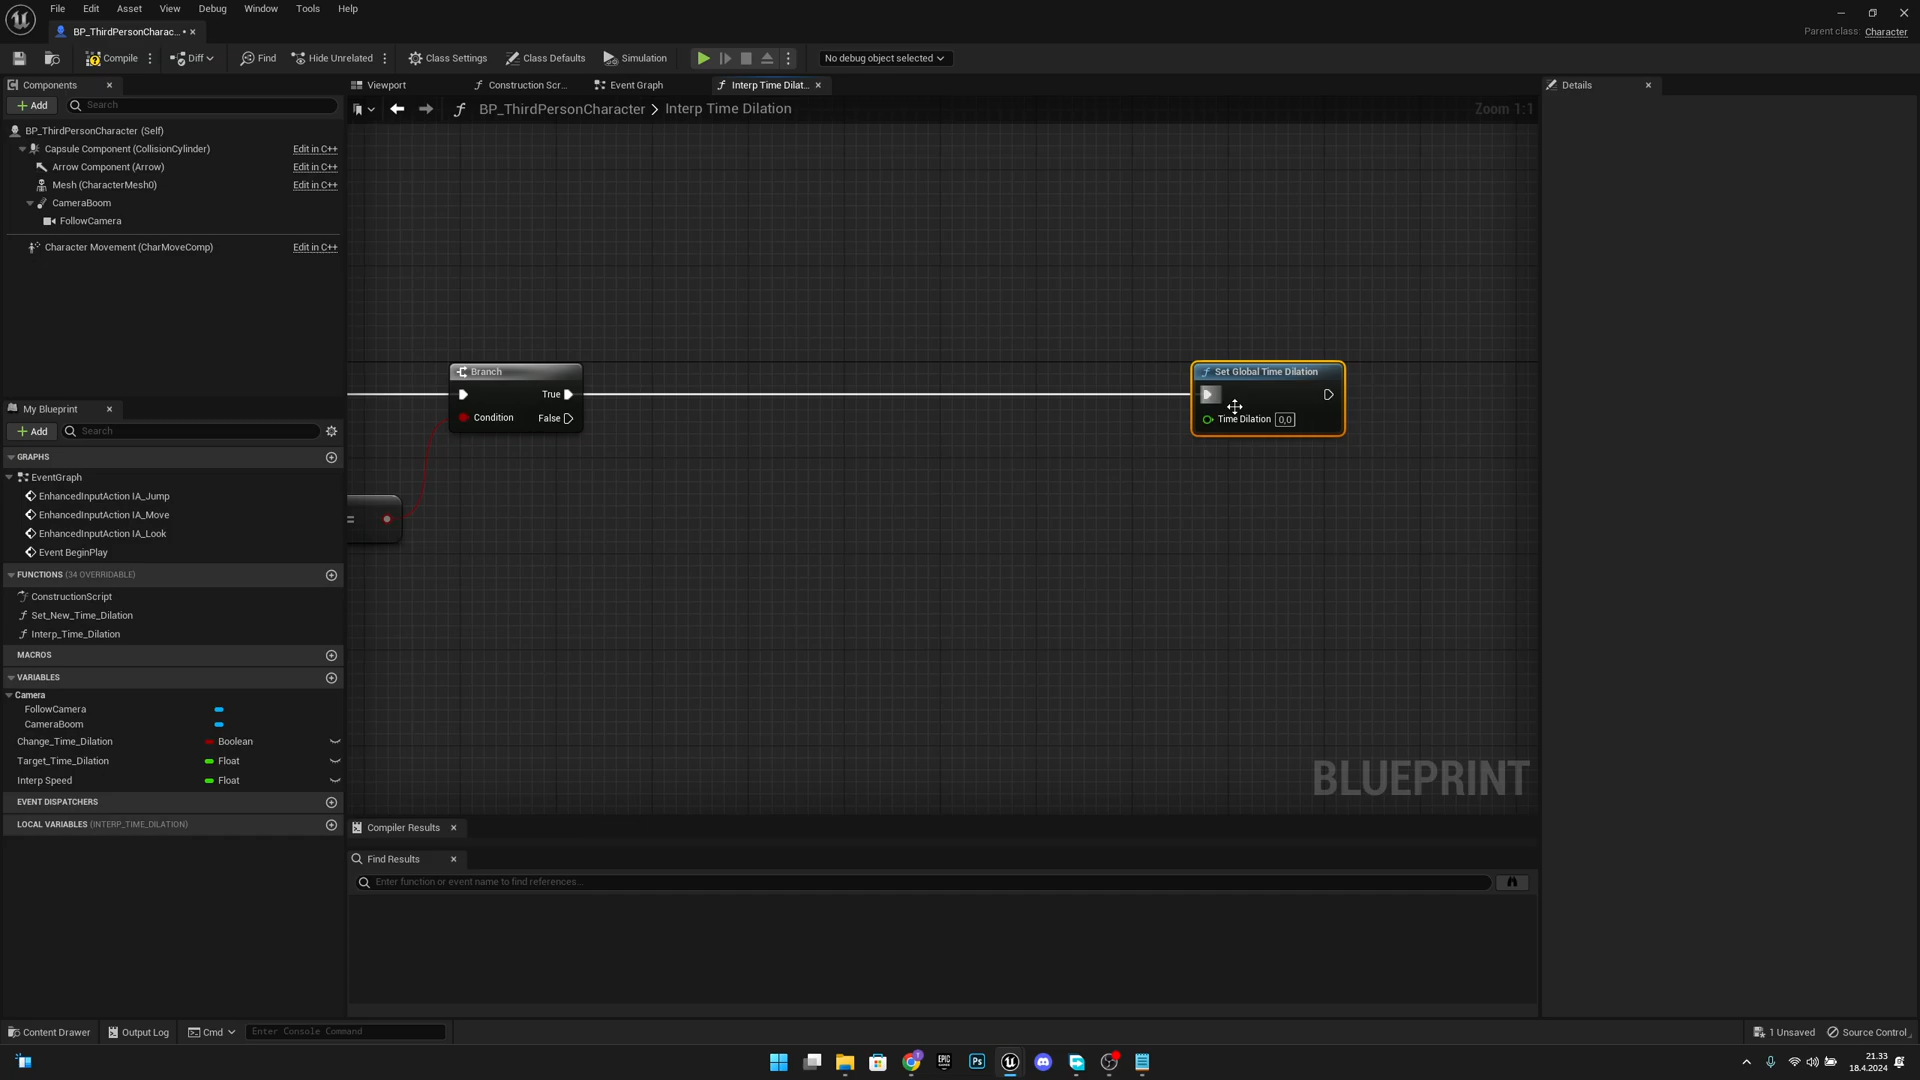 File Edit Asset View Debug Window Tools Help
BP_ThirdPersonCharac... •
Parent class: Character
Compile Diff Find Hide Unrelated Class Settings Class Defaults Simulation No debug object selected
Components
Viewport Construction Scr... Event Graph Interp Time Dilat...
Details
Add Search
BP_ThirdPersonCharacter > Interp Time Dilation Zoom 1:1
BP_ThirdPersonCharacter (Self)
Capsule Component (CollisionCylinder) Edit in C++
Arrow Component (Arrow) Edit in C++
Mesh (CharacterMesh0) Edit in C++
CameraBoom
FollowCamera
Character Movement (CharMoveComp) Edit in C++
Branch
True
Condition False
=
Set Global Time Dilation
Time Dilation 0,0
My Blueprint
Add Search
GRAPHS
EventGraph
EnhancedInputAction IA_Jump
EnhancedInputAction IA_Move
EnhancedInputAction IA_Look
Event BeginPlay
FUNCTIONS (34 OVERRIDABLE)
ConstructionScript
Set_New_Time_Dilation
Interp_Time_Dilation
MACROS
VARIABLES
Camera
FollowCamera
CameraBoom
Change_Time_Dilation Boolean
Target_Time_Dilation Float
Interp Speed Float
EVENT DISPATCHERS
LOCAL VARIABLES (INTERP_TIME_DILATION)
BLUEPRINT
Compiler Results
Find Results
Enter function or event name to find references...
Content Drawer Output Log Cmd Enter Console Command
1 Unsaved Source Control
EPIC GAMES
Ps
21.33
18.4.2024